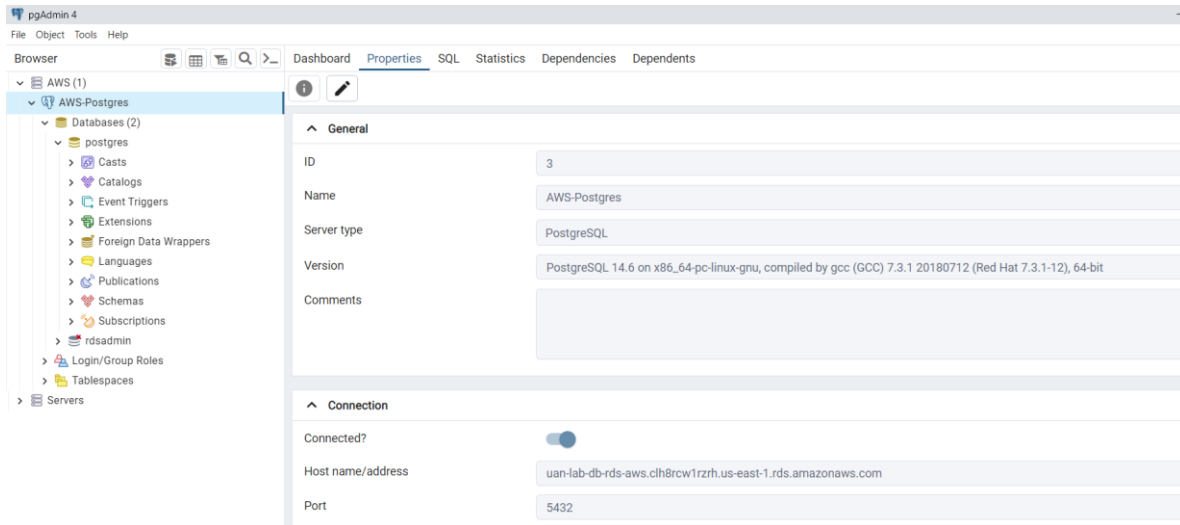 pgAdmin 4
File Object Tools Help
Browser
Dashboard Properties SQL Statistics Dependencies Dependents
AWS (1)
AWS-Postgres
Databases (2)
postgres
Casts
Catalogs
Event Triggers
Extensions
Foreign Data Wrappers
Languages
Publications
Schemas
Subscriptions
rdsadmin
Login/Group Roles
Tablespaces
Servers
General
ID 3
Name AWS-Postgres
Server type PostgreSQL
Version PostgreSQL 14.6 on x86_64-pc-linux-gnu, compiled by gcc (GCC) 7.3.1 20180712 (Red Hat 7.3.1-12), 64-bit
Comments
Connection
Connected?
Host name/address uan-lab-db-rds-aws.clh8rcw1rzrh.us-east-1.rds.amazonaws.com
Port 5432